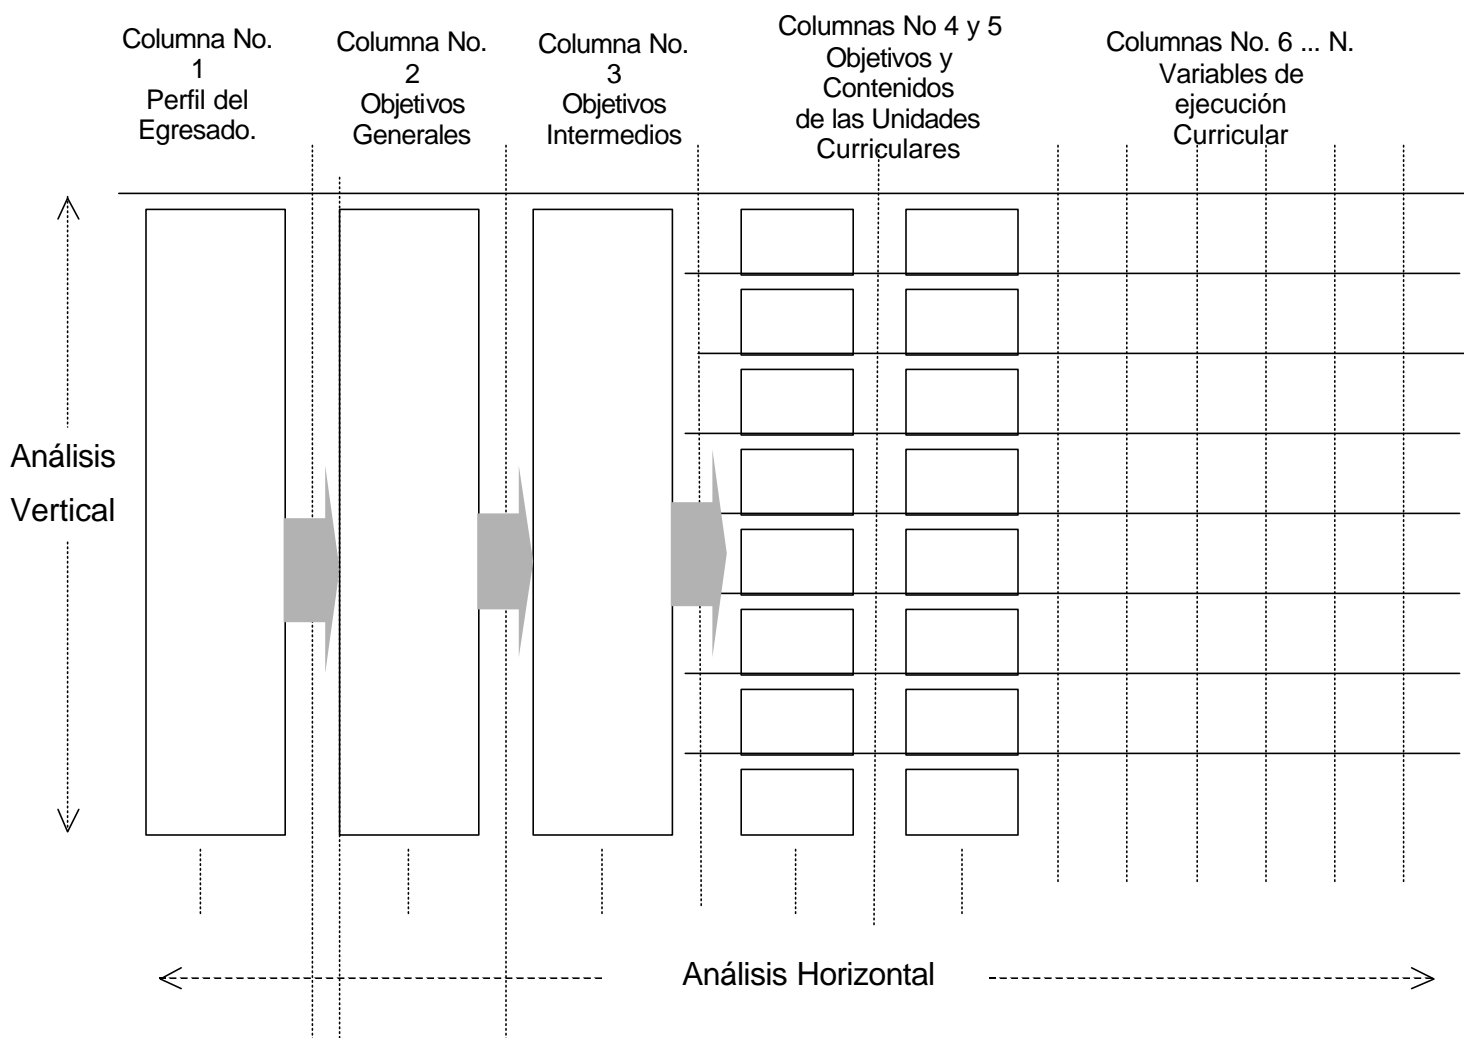 Columna No.
1
Perfil del
Egresado.
Columna No.
2
Objetivos
Generales
Columna No.
3
Objetivos
Intermedios
Columnas No 4 y 5
Objetivos y
Contenidos
de las Unidades
Curriculares
Columnas No. 6 ... N.
Variables de
ejecución
Curricular
Análisis
Vertical
Análisis Horizontal